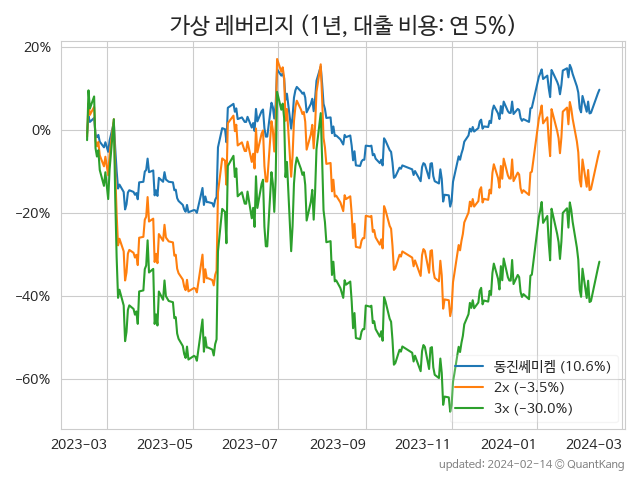 가상 레버리지 (1년, 대출 비용: 연 5%)
20%
0%
−20%
−40%
−60%
동진쎄미켐 (10.6%)
2x (−3.5%)
3x (−30.0%)
2023-03 2023-05 2023-07 2023-09 2023-11 2024-01 2024-03
updated: 2024-02-14 © QuantKang